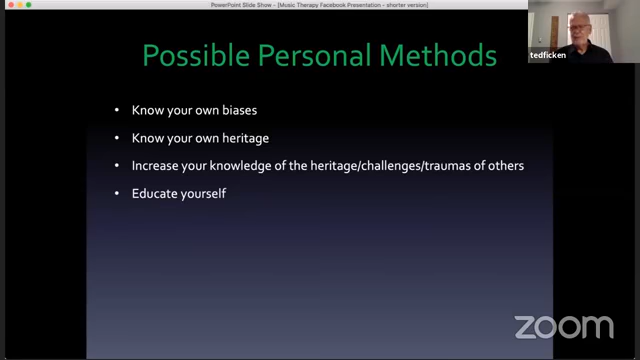 PowerPoint Slide Show - [Music Therapy Facebook Presentation - shorter version]
Possible Personal Methods
tedficken
• Know your own biases
• Know your own heritage
• Increase your knowledge of the heritage/challenges/traumas of others
• Educate yourself
zoom